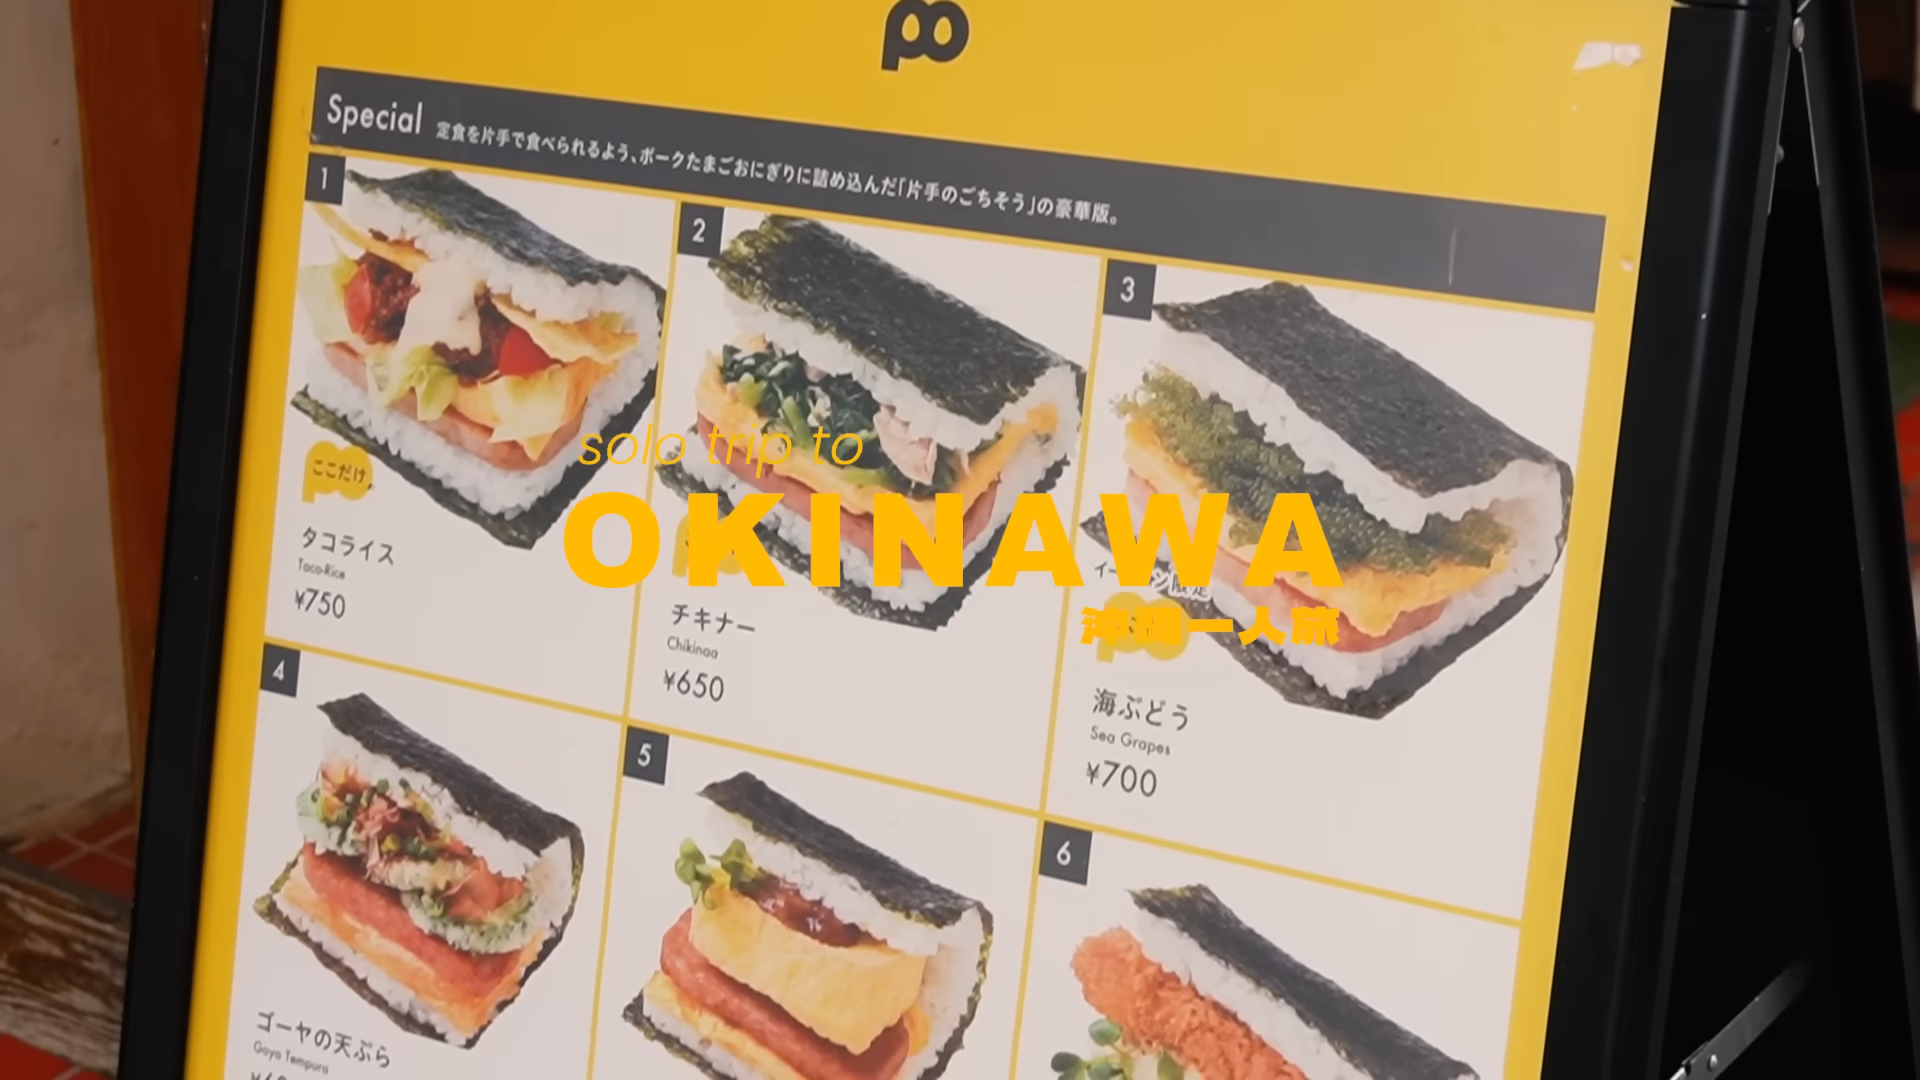 po
Special 定食を片手で食べられるよう、ポークたまごおにぎりに詰め込んだ「片手のごちそう」の豪華版。
1
2
3
ここだけ。
タコライス
Taco-Rice
¥750
チキナー
Chikinaa
¥650
海ぶどう
Sea Grapes
¥700
solo trip to
OKINAWA
沖縄一人旅
4
5
6
ゴーヤの天ぷら
Goya Tempura